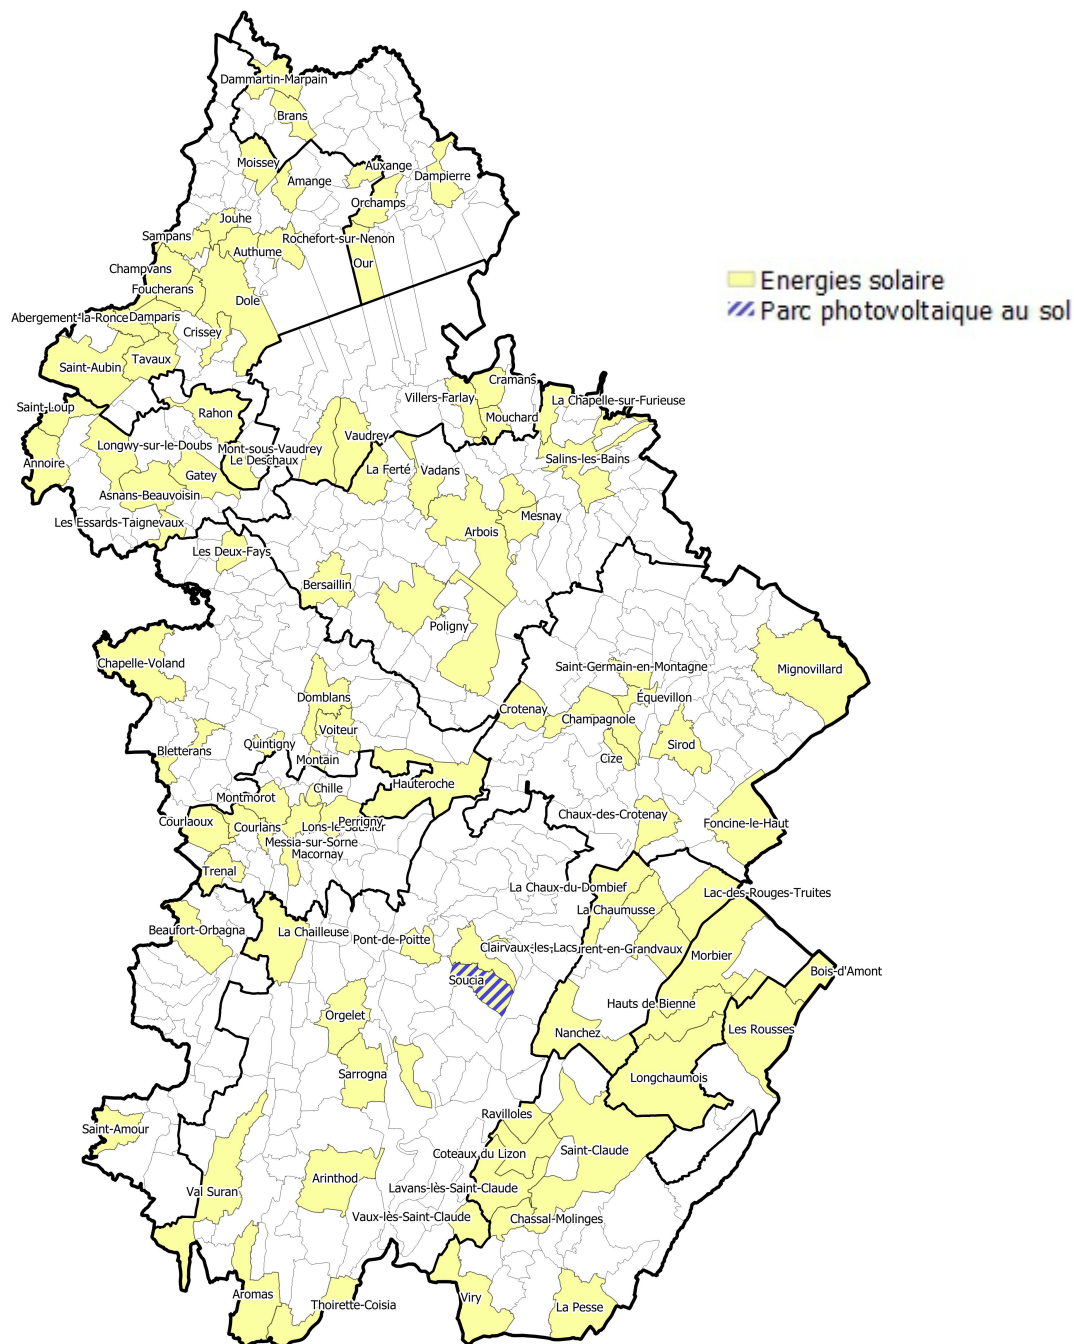 Dammartin-Marpain
Brans
Moissey
Auxange
Dampierre
Amange
Orchamps
Jouhe
Sampans
Rochefort-sur-Nenon
Authume
Our
Champvans
Energies solaire
Foucherans
Dole
Parc photovoltaique au sol
Abergement-la-Ronce
Damparis
Crissey
Tavaux
Saint-Aubin
Cramans
Villers-Farlay
La Chapelle-sur-Furieuse
Saint-Loup
Rahon
Mouchard
Vaudrey
Longwy-sur-le-Doubs
Mont-sous-Vaudrey
Le Deschaux
Salins-les-Bains
Annoire
La Ferté
Vadans
Gatey
Asnans-Beauvoisin
Mesnay
Les Essards-Taignevaux
Arbois
Les Deux-Fays
Bersaillin
Poligny
Chapelle-Voland
Saint-Germain-en-Montagne
Mignovillard
Domblans
Équevillon
Crotenay
Champagnole
Voiteur
Quintigny
Sirod
Bletterans
Montain
Cize
Hauteroche
Chille
Montmorot
Chaux-des-Crotenay
Courlaoux
Courlans
Perrigny
Foncine-le-Haut
Messia-sur-Sorne
Macornay
Trenal
La Chaux-du-Dombief
Lac-des-Rouges-Truites
La Chaumusse
Beaufort-Orbagna
La Chailleuse
Pont-de-Poitte
Clairvaux-les-Lacs
Morbier
Bois-d'Amont
Soucia
Hauts de Bienne
Orgelet
Nanchez
Les Rousses
Sarrogna
Longchaumois
Ravilloles
Saint-Amour
Coteaux du Lizon
Saint-Claude
Arinthod
Val Suran
Lavans-lès-Saint-Claude
Vaux-lès-Saint-Claude
Chassal-Molinges
Aromas
Viry
Thoirette-Coisia
La Pesse